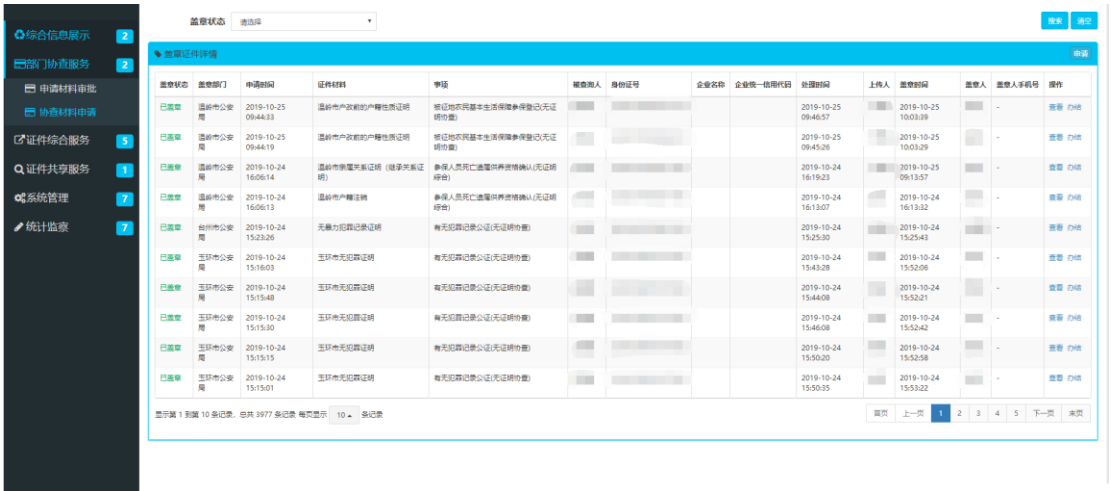 盖章状态 请选择
搜索 清空
综合信息展示 2
部门协查服务 2
申请材料审批
协查材料申请
证件综合服务 5
证件共享服务 1
系统管理 7
统计监察 7
盖章证件详情 申请
盖章状态 盖章部门 申请时间 证件材料 事项 被查询人 身份证号 企业名称 企业统一信用代码 处理时间 上传人 盖章时间 盖章人 盖章人手机号 操作
已盖章 温岭市公安 2019-10-25 温岭市户改前的户籍性质证明 被征地农民基本生活保障参保登记(无证 2019-10-25 2019-10-25 - 查看 办结
局 09:44:33 明协查) 09:46:57 10:03:39
已盖章 温岭市公安 2019-10-25 温岭市户改前的户籍性质证明 被征地农民基本生活保障参保登记(无证 2019-10-25 2019-10-25 - 查看 办结
局 09:44:19 明协查) 09:45:26 10:03:29
已盖章 温岭市公安 2019-10-24 温岭市亲属关系证明（继承关系证 参保人员死亡遗属供养资格确认(无证明 2019-10-24 2019-10-25 - 查看 办结
局 16:06:14 明） 综合) 16:19:23 09:13:57
已盖章 温岭市公安 2019-10-24 温岭市户籍注销 参保人员死亡遗属供养资格确认(无证明 2019-10-24 2019-10-24 - 查看 办结
局 16:06:13 综合) 16:13:07 16:13:32
已盖章 台州市公安 2019-10-24 无暴力犯罪记录证明 有无犯罪记录公证(无证明协查) 2019-10-24 2019-10-24 - 查看 办结
局 15:23:26 15:25:30 15:25:43
已盖章 玉环市公安 2019-10-24 玉环市无犯罪证明 有无犯罪记录公证(无证明协查) 2019-10-24 2019-10-24 - 查看 办结
局 15:16:03 15:43:28 15:52:06
已盖章 玉环市公安 2019-10-24 玉环市无犯罪证明 有无犯罪记录公证(无证明协查) 2019-10-24 2019-10-24 - 查看 办结
局 15:15:48 15:44:08 15:52:21
已盖章 玉环市公安 2019-10-24 玉环市无犯罪证明 有无犯罪记录公证(无证明协查) 2019-10-24 2019-10-24 - 查看 办结
局 15:15:30 15:46:08 15:52:42
已盖章 玉环市公安 2019-10-24 玉环市无犯罪证明 有无犯罪记录公证(无证明协查) 2019-10-24 2019-10-24 - 查看 办结
局 15:15:15 15:50:20 15:52:58
已盖章 玉环市公安 2019-10-24 玉环市无犯罪证明 有无犯罪记录公证(无证明协查) 2019-10-24 2019-10-24 - 查看 办结
局 15:15:01 15:50:35 15:53:22
显示第 1 到第 10 条记录，总共 3977 条记录 每页显示 10 条记录 首页 上一页 1 2 3 4 5 下一页 末页